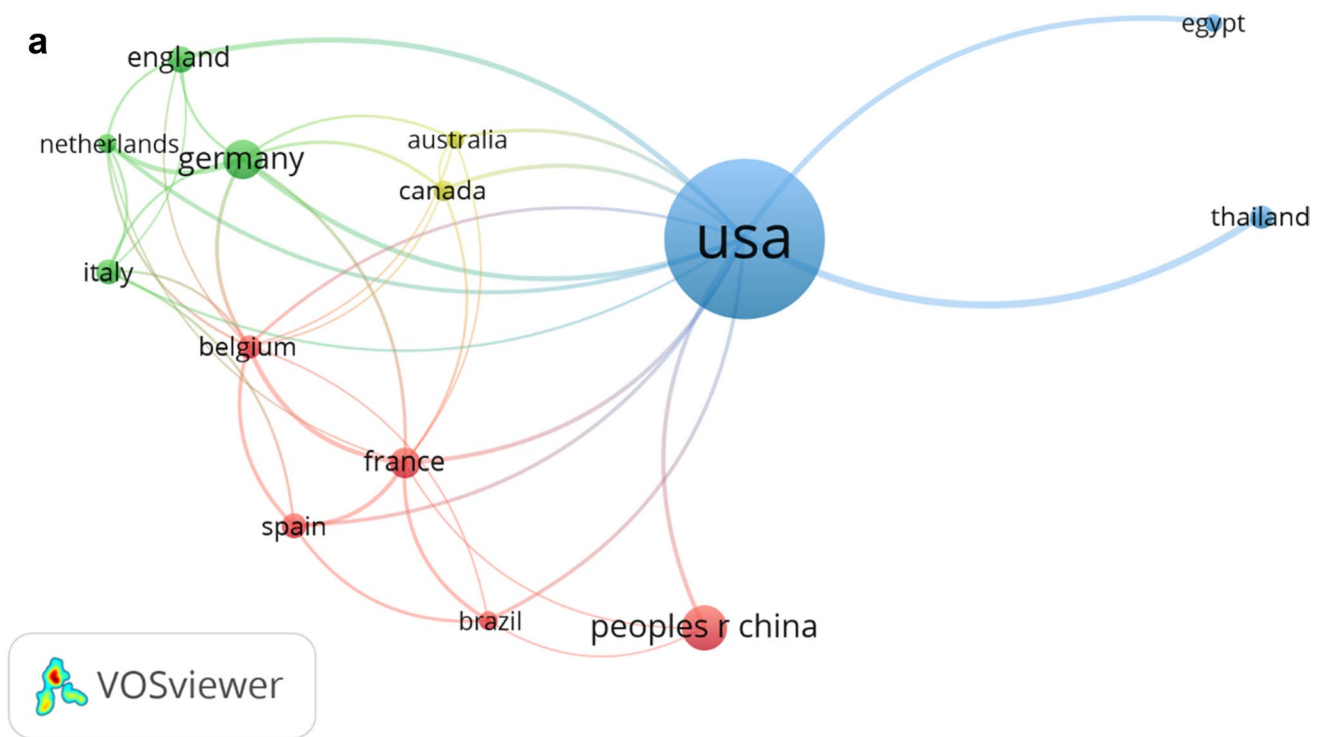 a
egypt
england
australia
netherlands
germany
canada
thailand
usa
italy
belgium
france
spain
brazil
peoples r china
VOSviewer